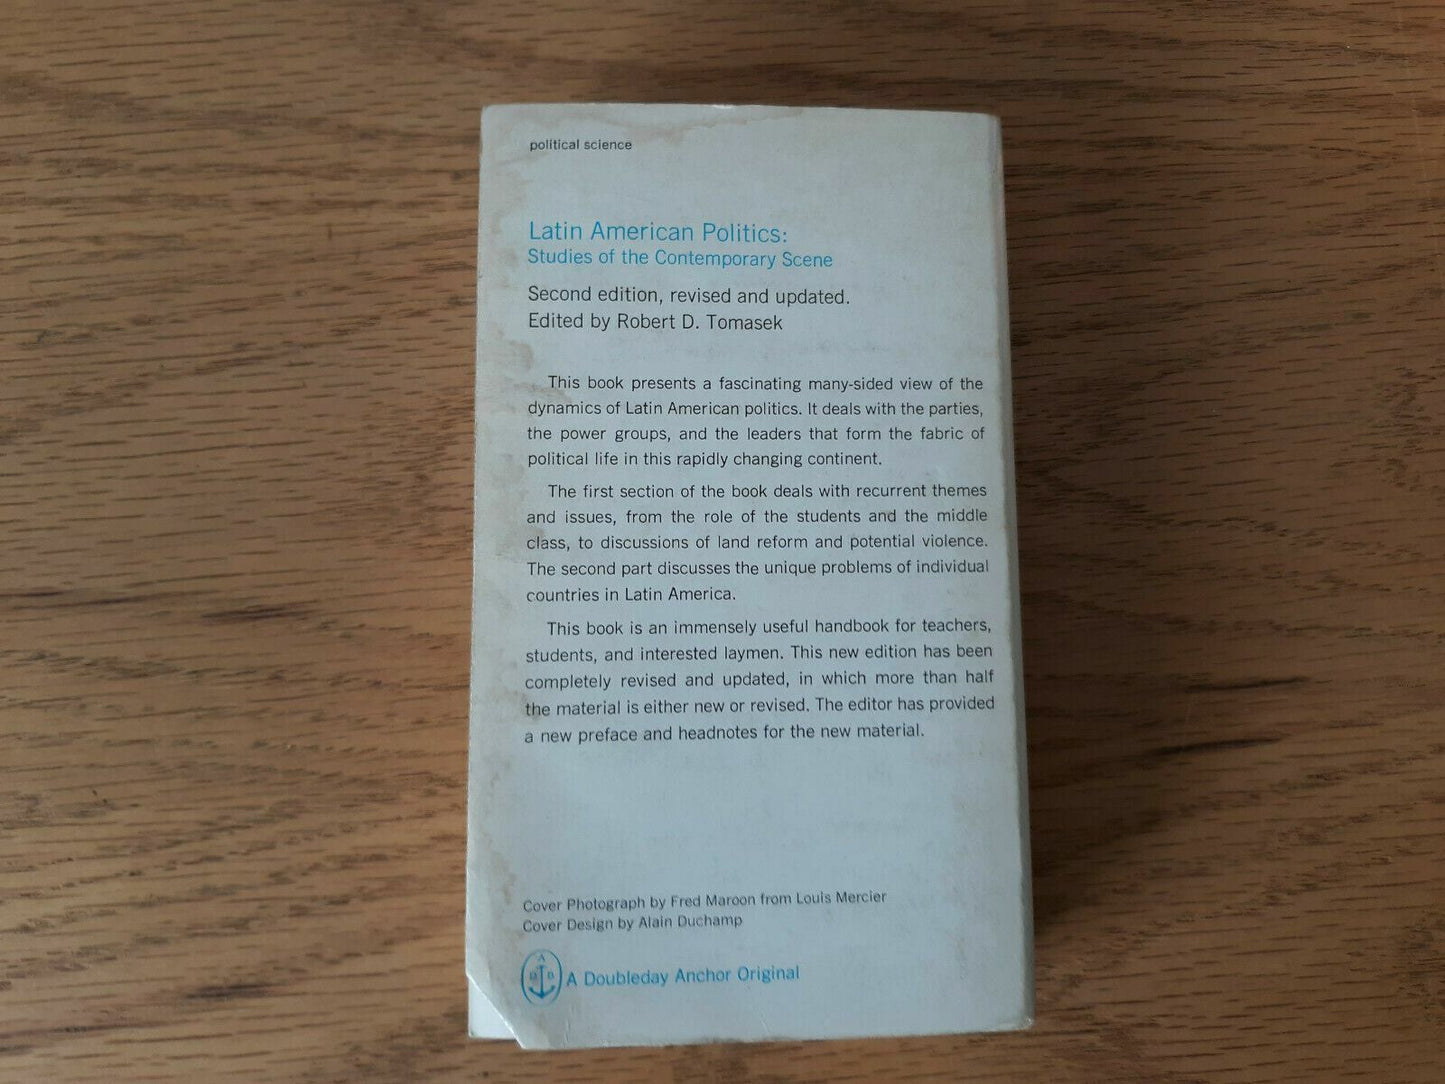 political science
Latin American Politics:
Studies of the Contemporary Scene
Second edition, revised and updated.
Edited by Robert D. Tomasek
This book presents a fascinating many-sided view of the
dynamics of Latin American politics. It deals with the parties,
the power groups, and the leaders that form the fabric of
political life in this rapidly changing continent.
The first section of the book deals with recurrent themes
and issues, from the role of the students and the middle
class, to discussions of land reform and potential violence.
The second part discusses the unique problems of individual
countries in Latin America.
This book is an immensely useful handbook for teachers,
students, and interested laymen. This new edition has been
completely revised and updated, in which more than half
the material is either new or revised. The editor has provided
a new preface and headnotes for the new material.
Cover Photograph by Fred Maroon from Louis Mercier
Cover Design by Alain Duchamp
A
D D
A Doubleday Anchor Original